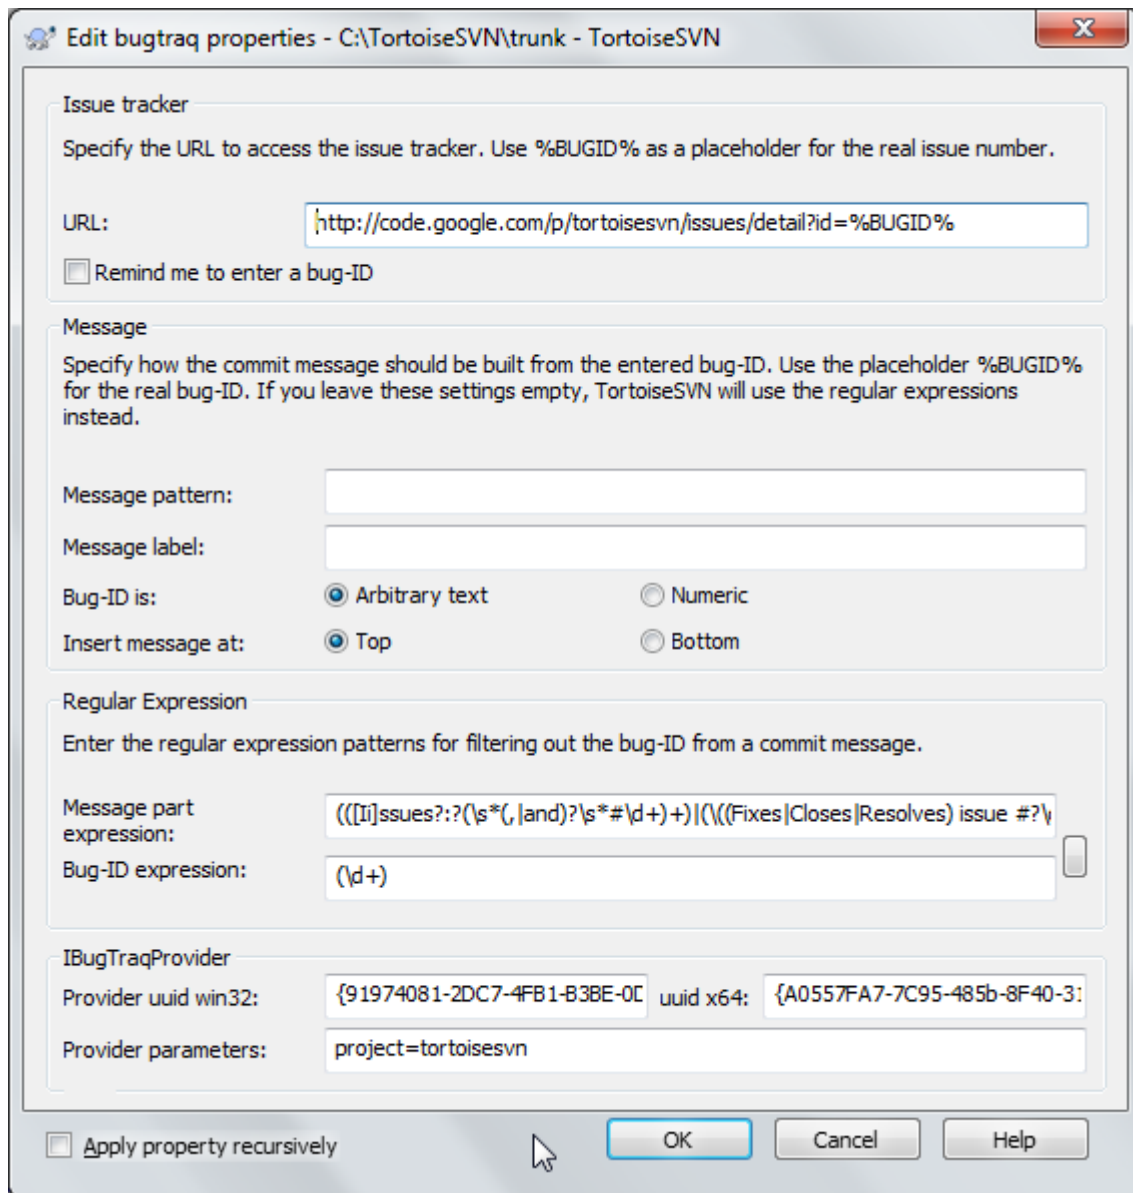 Edit bugtraq properties - C:\TortoiseSVN\trunk - TortoiseSVN
Issue tracker
Specify the URL to access the issue tracker. Use %BUGID% as a placeholder for the real issue number.
URL: http://code.google.com/p/tortoisesvn/issues/detail?id=%BUGID%
Remind me to enter a bug-ID
Message
Specify how the commit message should be built from the entered bug-ID. Use the placeholder %BUGID%
for the real bug-ID. If you leave these settings empty, TortoiseSVN will use the regular expressions
instead.
Message pattern:
Message label:
Bug-ID is: Arbitrary text Numeric
Insert message at: Top Bottom
Regular Expression
Enter the regular expression patterns for filtering out the bug-ID from a commit message.
Message part
expression:
(([Ii]ssues?:?(\s*(,|and)?\s*#\d+)+)|(\((Fixes|Closes|Resolves) issue #?\
Bug-ID expression: (\d+)
IBugTraqProvider
Provider uuid win32: {91974081-2DC7-4FB1-B3BE-0D uuid x64: {A0557FA7-7C95-485b-8F40-31
Provider parameters: project=tortoisesvn
Apply property recursively OK Cancel Help